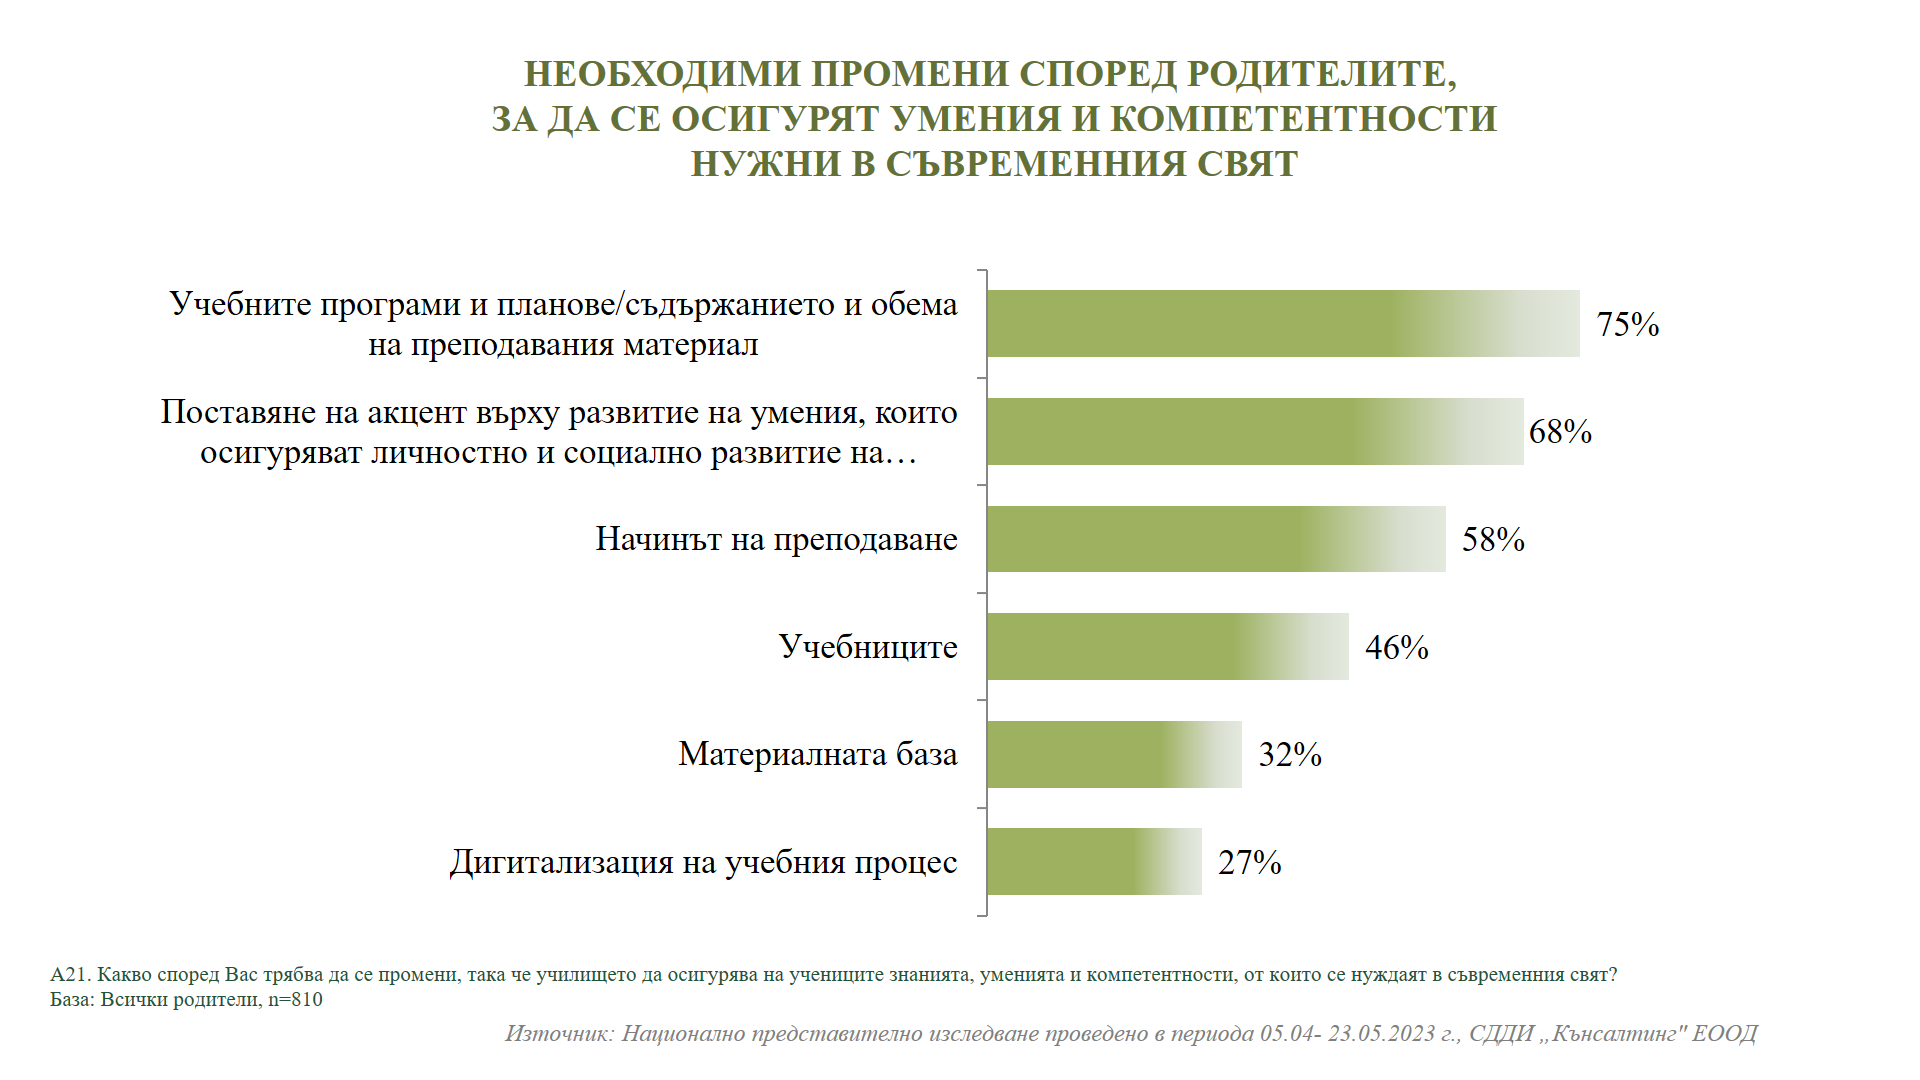 НЕОБХОДИМИ ПРОМЕНИ СПОРЕД РОДИТЕЛИТЕ,
ЗА ДА СЕ ОСИГУРЯТ УМЕНИЯ И КОМПЕТЕНТНОСТИ
НУЖНИ В СЪВРЕМЕННИЯ СВЯТ
Учебните програми и планове/съдържанието и обема
на преподавания материал
75%
Поставяне на акцент върху развитие на умения, които
осигуряват личностно и социално развитие на…
68%
Начинът на преподаване
58%
Учебниците
46%
Материалната база
32%
Дигитализация на учебния процес
27%
А21. Какво според Вас трябва да се промени, така че училището да осигурява на учениците знанията, уменията и компетентности, от които се нуждаят в съвременния свят?
База: Всички родители, n=810
Източник: Национално представително изследване проведено в периода 05.04- 23.05.2023 г., СДДИ „Кънсалтинг" ЕООД